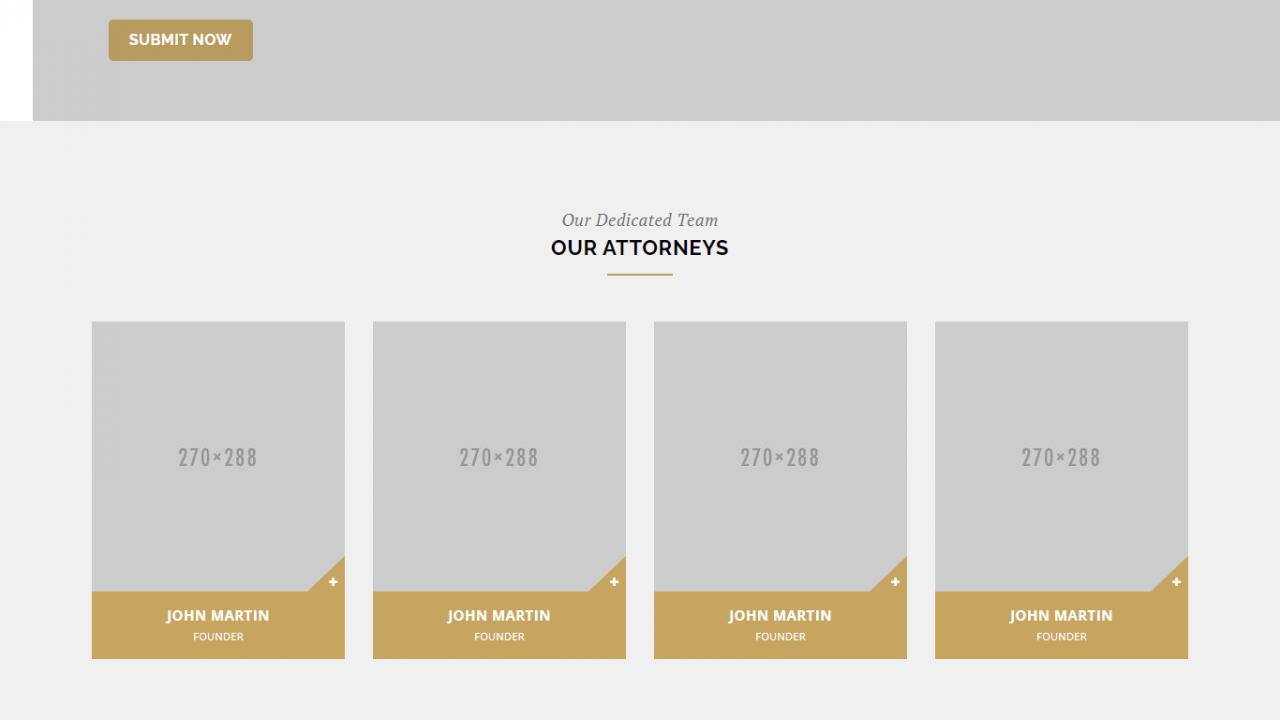 SUBMIT NOW
Our Dedicated Team
OUR ATTORNEYS
270×288
270×288
270×288
270×288
+
+
+
+
JOHN MARTIN
FOUNDER
JOHN MARTIN
FOUNDER
JOHN MARTIN
FOUNDER
JOHN MARTIN
FOUNDER